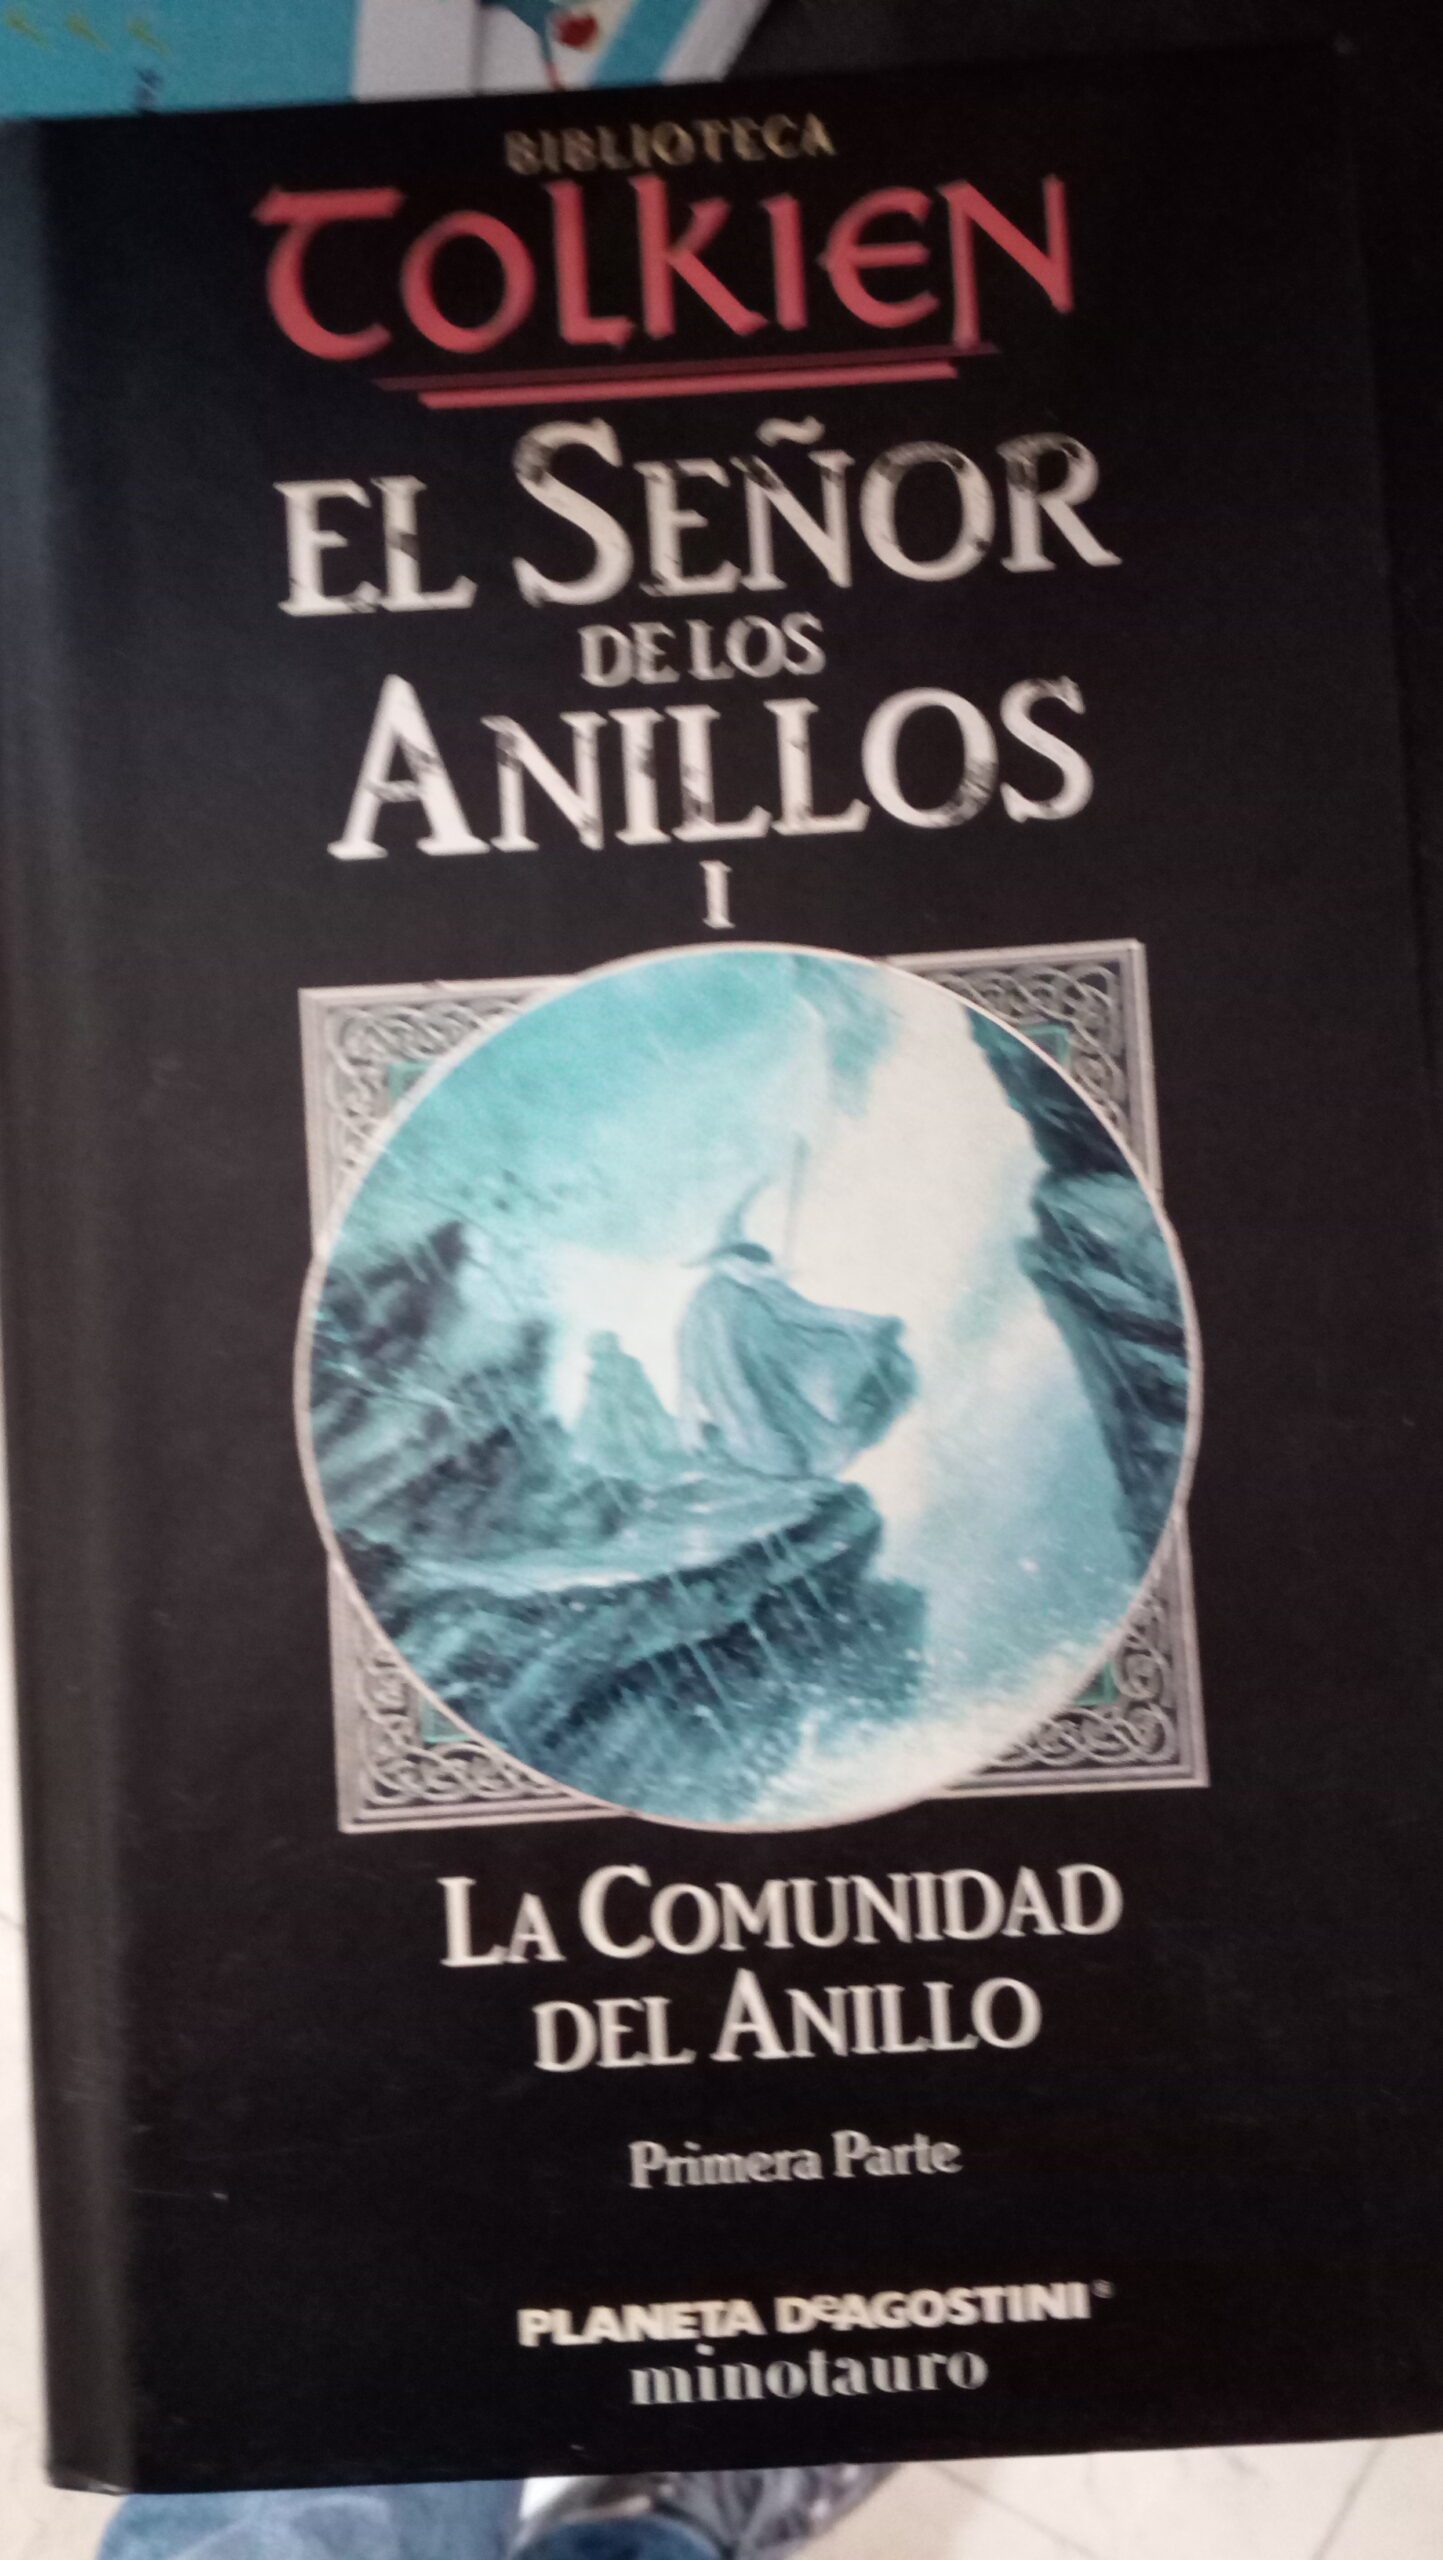 BIBLIOTECA
TOLKIEN
EL SEÑOR
DE LOS
ANILLOS
I
LA COMUNIDAD
DEL ANILLO
Primera Parte
PLANETA DeAGOSTINI®
minotauro